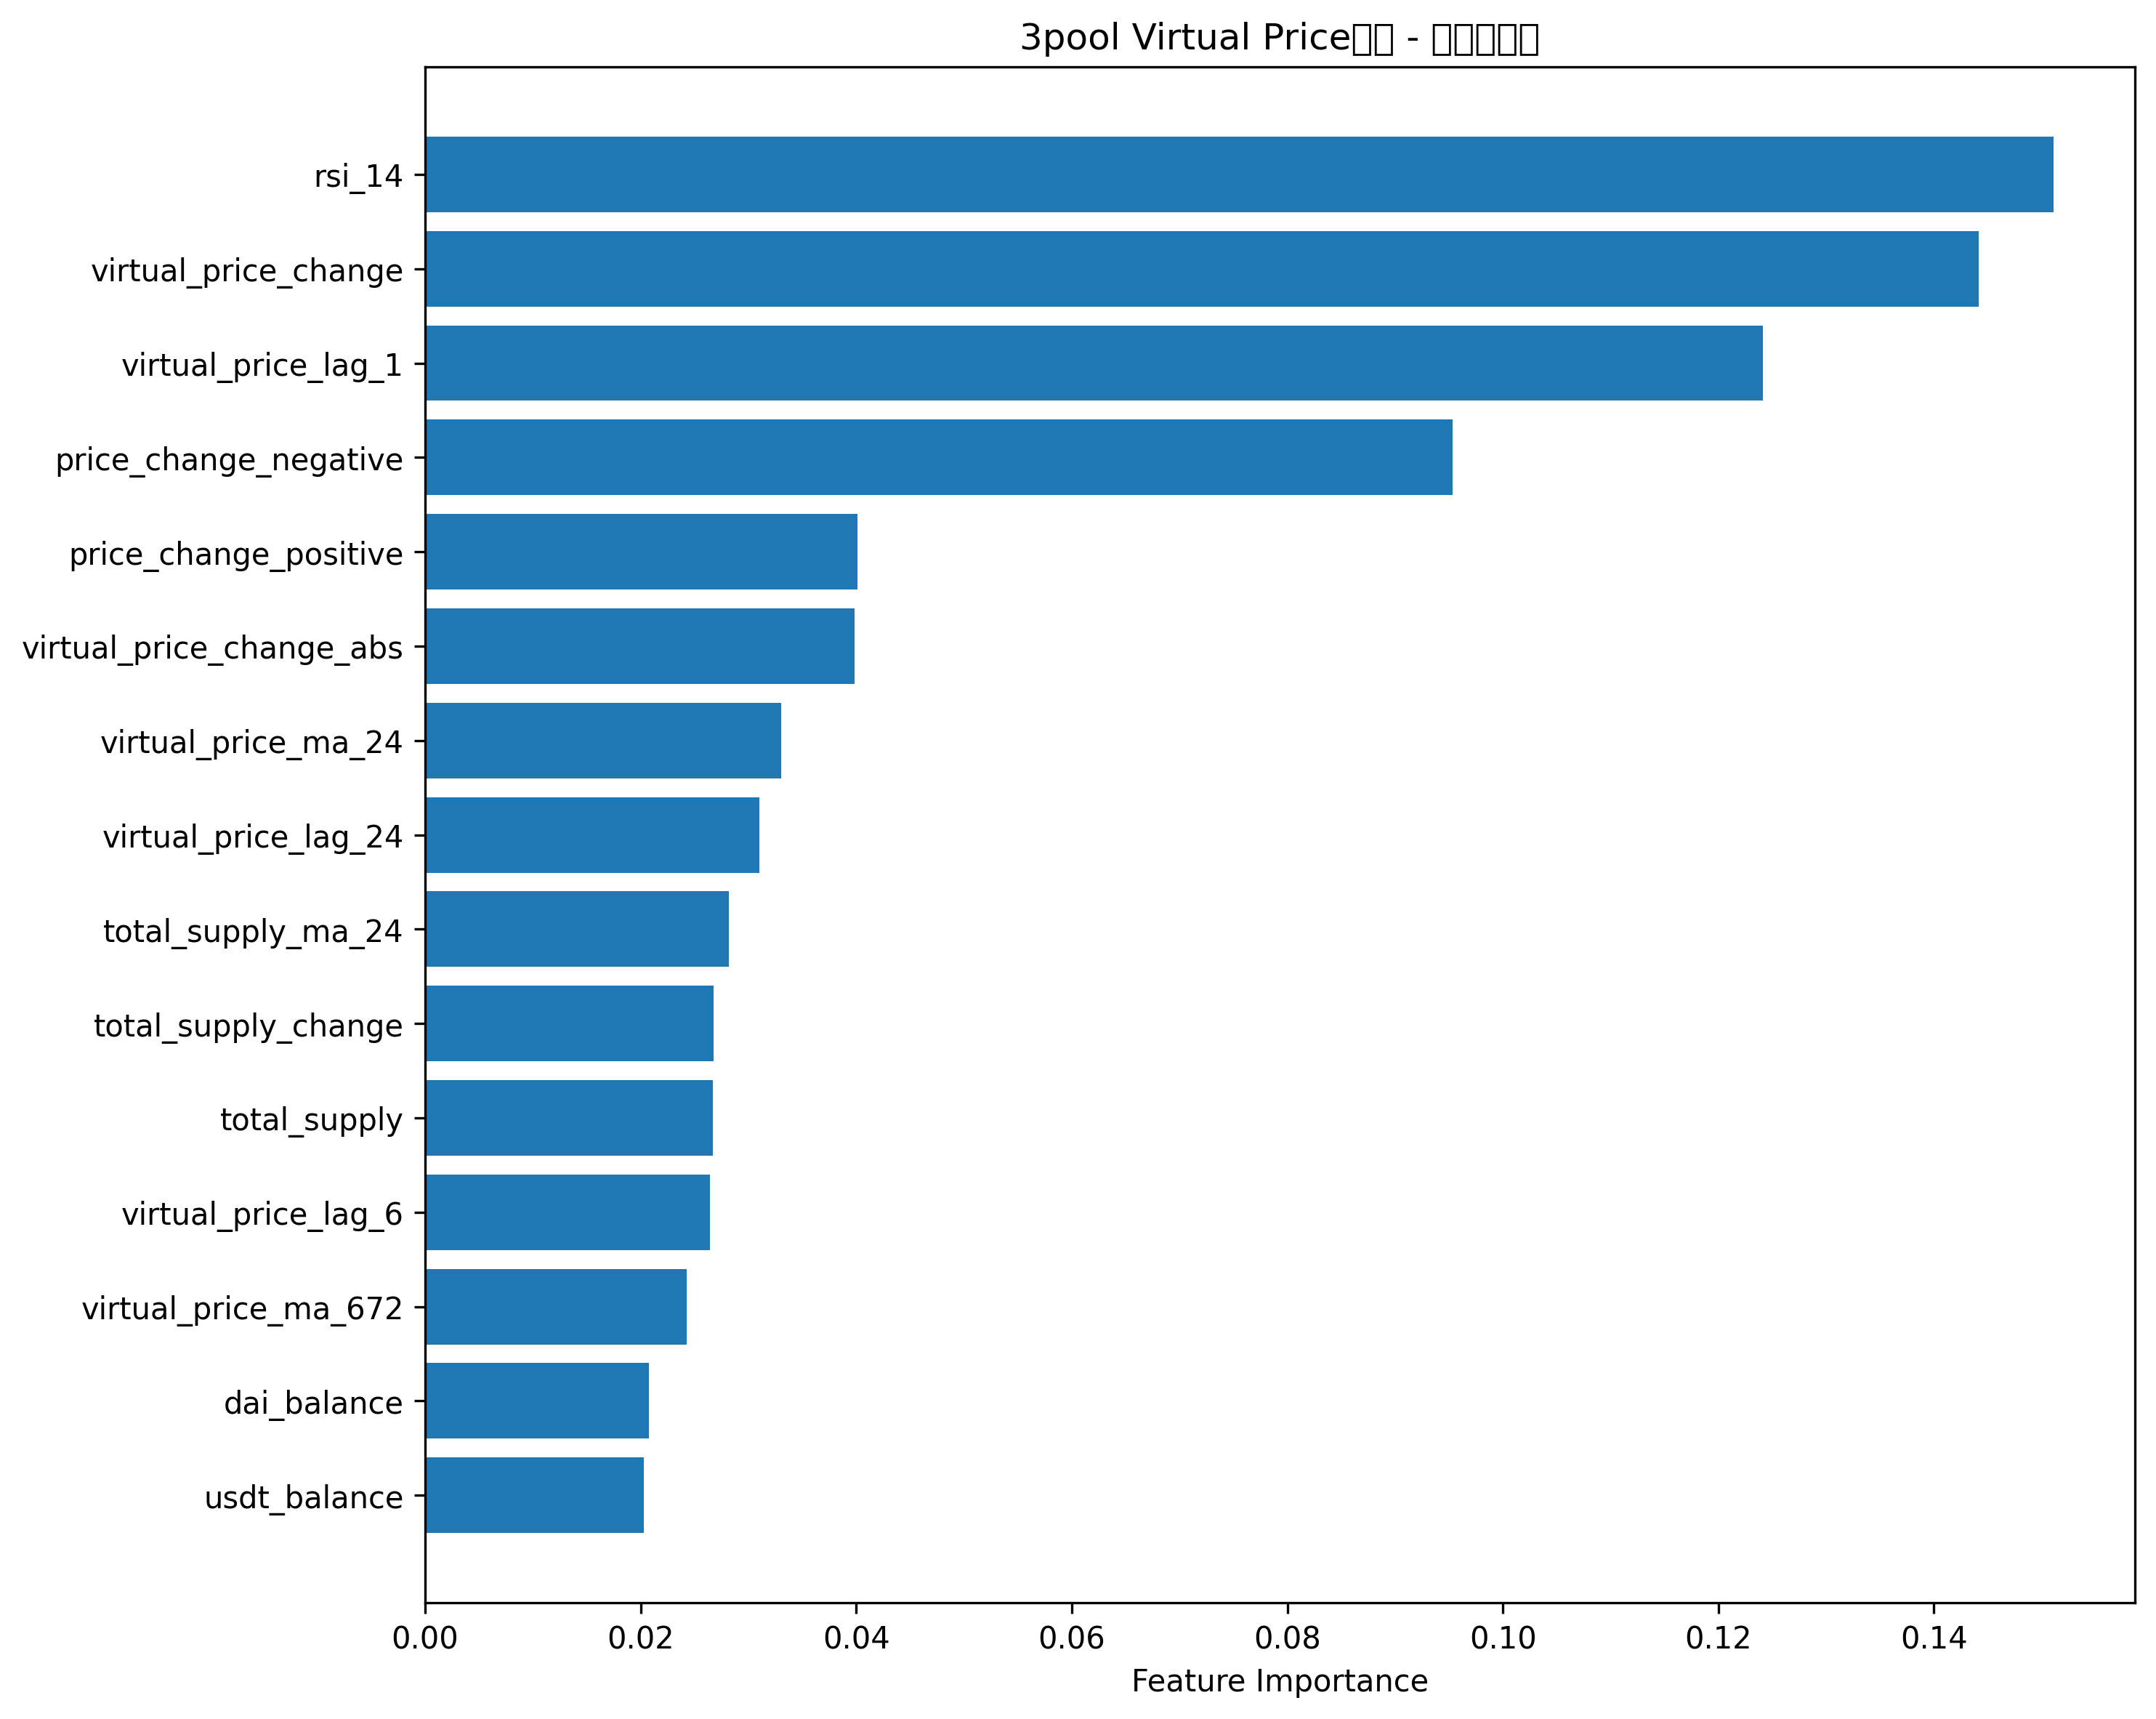 3pool Virtual Price - 
rsi_14
virtual_price_change
virtual_price_lag_1
price_change_negative
price_change_positive
virtual_price_change_abs
virtual_price_ma_24
virtual_price_lag_24
total_supply_ma_24
total_supply_change
total_supply
virtual_price_lag_6
virtual_price_ma_672
dai_balance
usdt_balance
0.00 0.02 0.04 0.06 0.08 0.10 0.12 0.14
Feature Importance